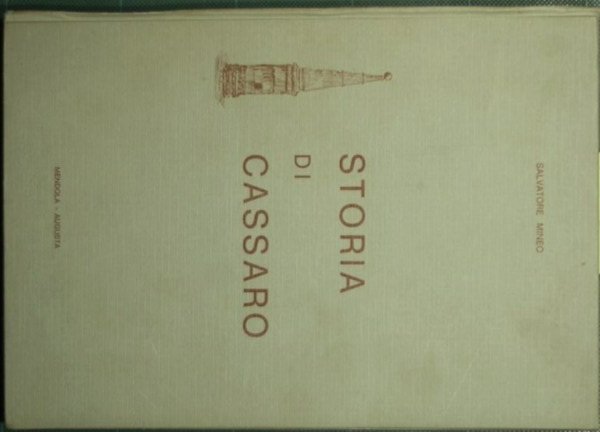 SALVATORE MINEO
STORIA
DI
CASSARO
MENDOLA - AUGUSTA